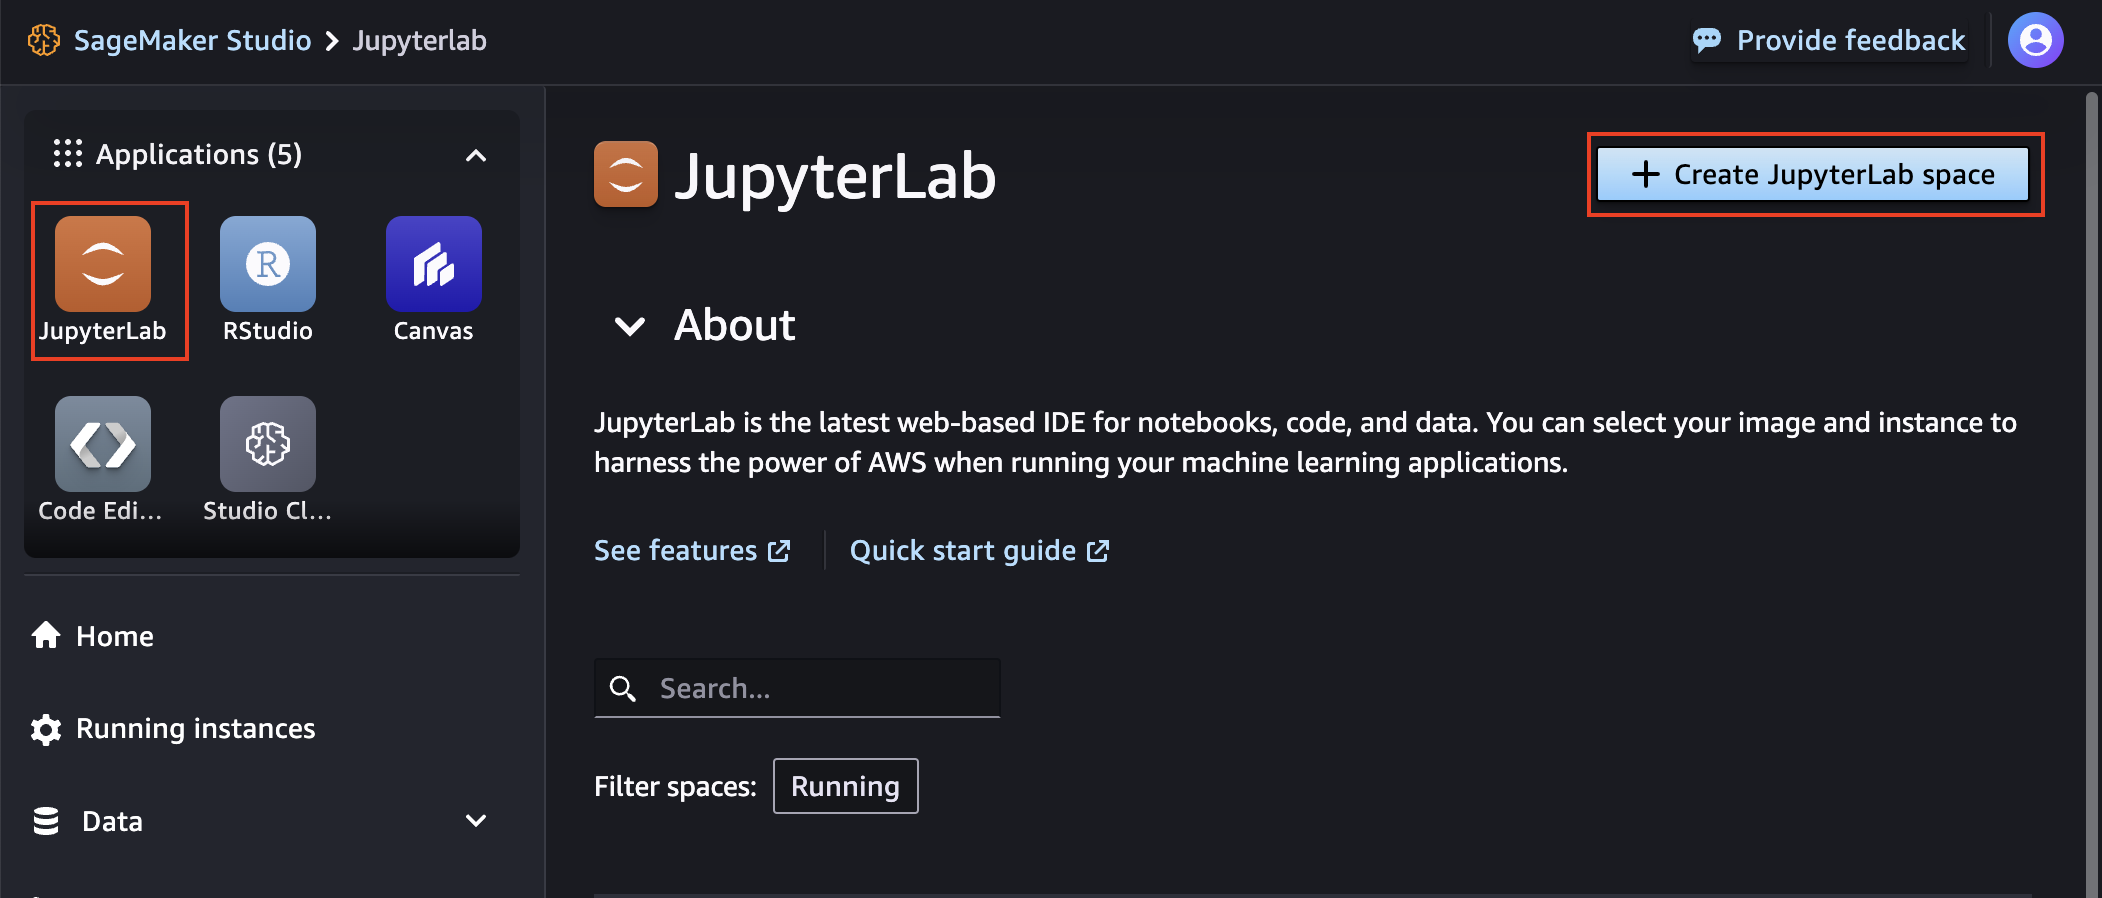 SageMaker Studio > Jupyterlab
Provide feedback
Applications (5)
JupyterLab
RStudio
Canvas
Code Edi...
Studio Cl...
Home
Running instances
Data
JupyterLab
+ Create JupyterLab space
About
JupyterLab is the latest web-based IDE for notebooks, code, and data. You can select your image and instance to
harness the power of AWS when running your machine learning applications.
See features
Quick start guide
Search...
Filter spaces: Running